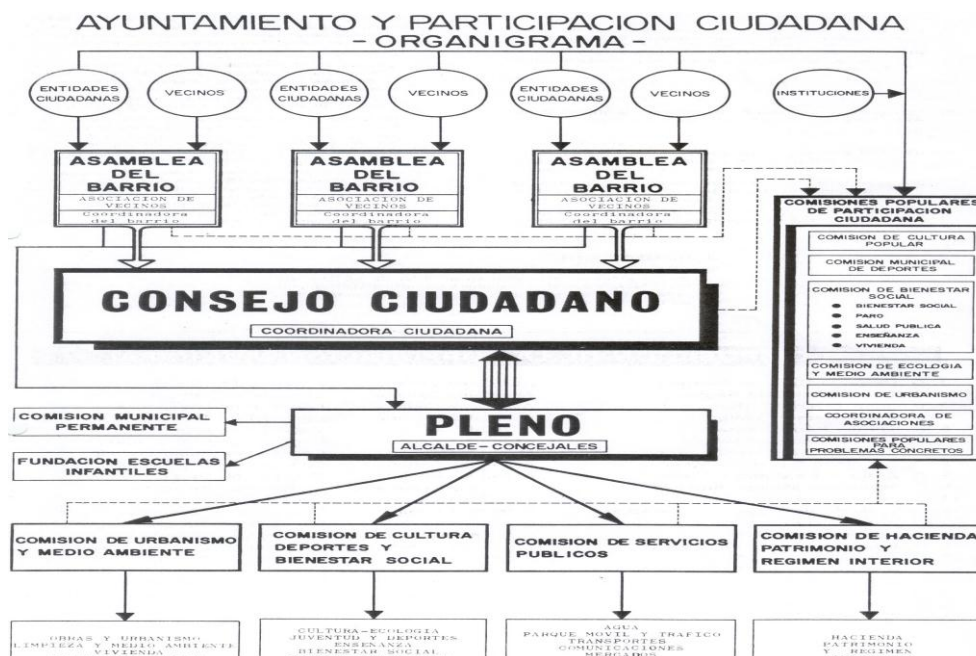 AYUNTAMIENTO Y PARTICIPACION CIUDADANA
-ORGANIGRAMA-
ENTIDADES
CIUDADANAS
VECINOS
ENTIDADES
CIUDADANAS
VECINOS
ENTIDADES
CIUDADANAS
VECINOS
INSTITUCIONES
ASAMBLEA
DEL
BARRIO
ASOCIACION DE
VECINOS
Coordinadora
del barrio
ASAMBLEA
DEL
BARRIO
ASOCIACION DE
VECINOS
Coordinadora
del barrio
ASAMBLEA
DEL
BARRIO
ASOCIACION DE
VECINOS
Coordinadora
del barrio
COMISIONES POPULARES
DE PARTICIPACION
CIUDADANA
COMISION DE CULTURA
POPULAR
COMISION MUNICIPAL
DE DEPORTES
COMISION DE BIENESTAR
SOCIAL
BIENESTAR SOCIAL
PARO
SALUD PUBLICA
ENSEÑANZA
VIVIENDA
COMISION DE ECOLOGIA
Y MEDIO AMBIENTE
COMISION DE URBANISMO
COORDINADORA DE
ASOCIACIONES
COMISIONES POPULARES
PARA
PROBLEMAS CONCRETOS
CONSEJO CIUDADANO
COORDINADORA CIUDADANA
PLENO
ALCALDE-CONCEJALES
COMISION MUNICIPAL
PERMANENTE
FUNDACION ESCUELAS
INFANTILES
COMISION DE URBANISMO
Y MEDIO AMBIENTE
COMISION DE CULTURA
DEPORTES Y
BIENESTAR SOCIAL
COMISION DE SERVICIOS
PUBLICOS
COMISION DE HACIENDA
PATRIMONIO Y
REGIMEN INTERIOR
OBRAS Y URBANISMO
LIMPIEZA Y MEDIO AMBIENTE
VIVIENDA
CULTURA-ECOLOGIA
JUVENTUD Y DEPORTES
ENSEÑANZA
BIENESTAR SOCIAL
AGUA
PARQUE MOVIL Y TRAFICO
TRANSPORTES
COMUNICACIONES
MERCADOS
HACIENDA
PATRIMONIO
Y REGIMEN